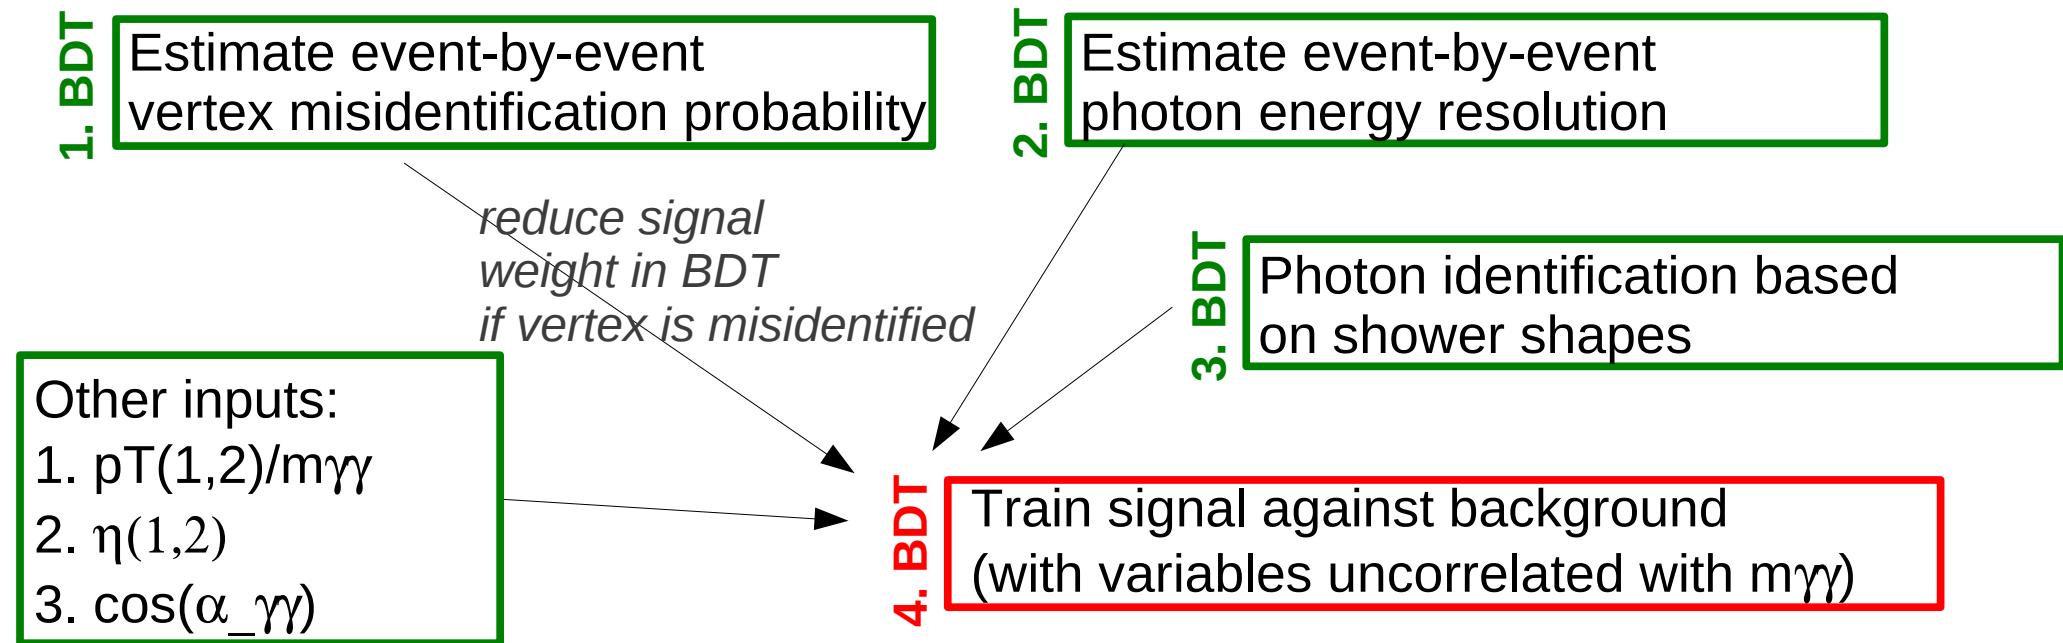 1. BDT
Estimate event-by-event
vertex misidentification probability
2. BDT
Estimate event-by-event
photon energy resolution
reduce signal
weight in BDT
if vertex is misidentified
3. BDT
Photon identification based
on shower shapes
Other inputs:
1. pT(1,2)/mγγ
2. η(1,2)
3. cos(α_γγ)
4. BDT
Train signal against background
(with variables uncorrelated with mγγ)